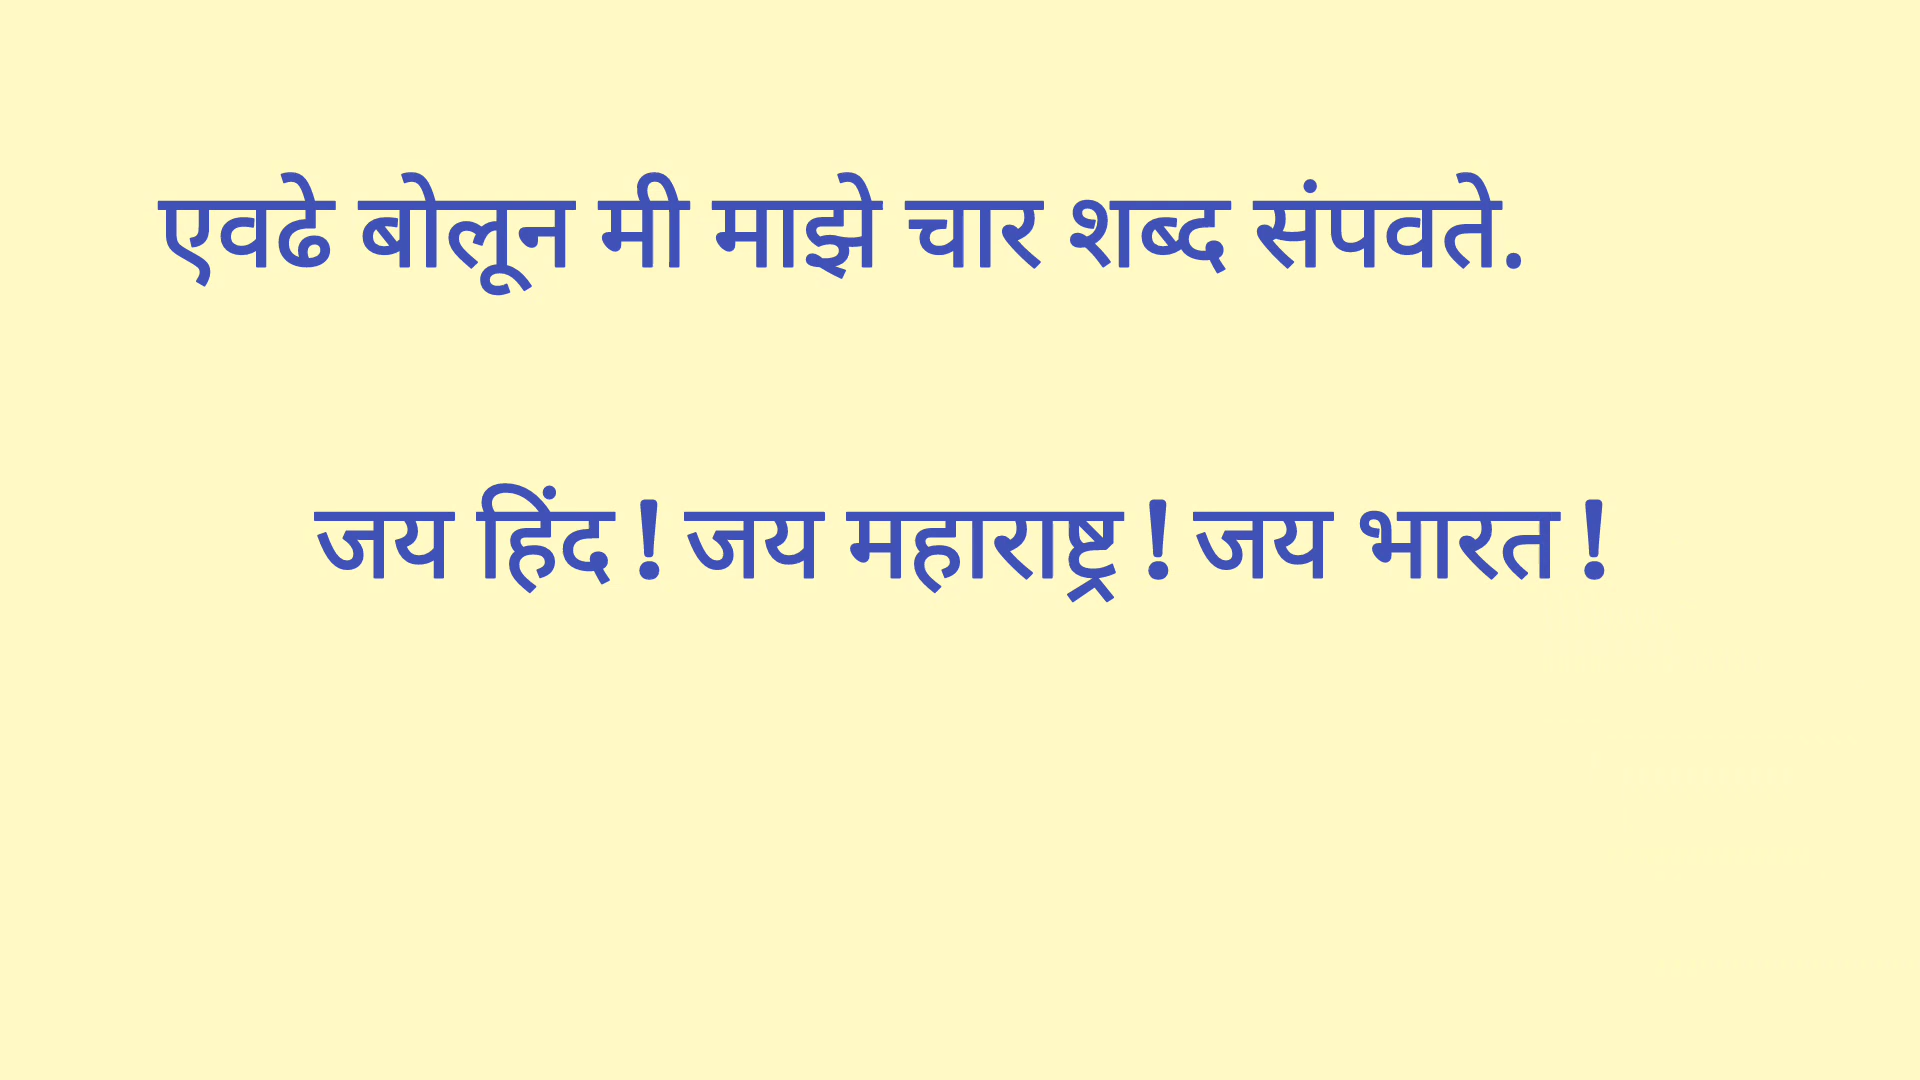 एवढे बोलून मी माझे चार शब्द संपवते.
जय हिंद ! जय महाराष्ट्र ! जय भारत !